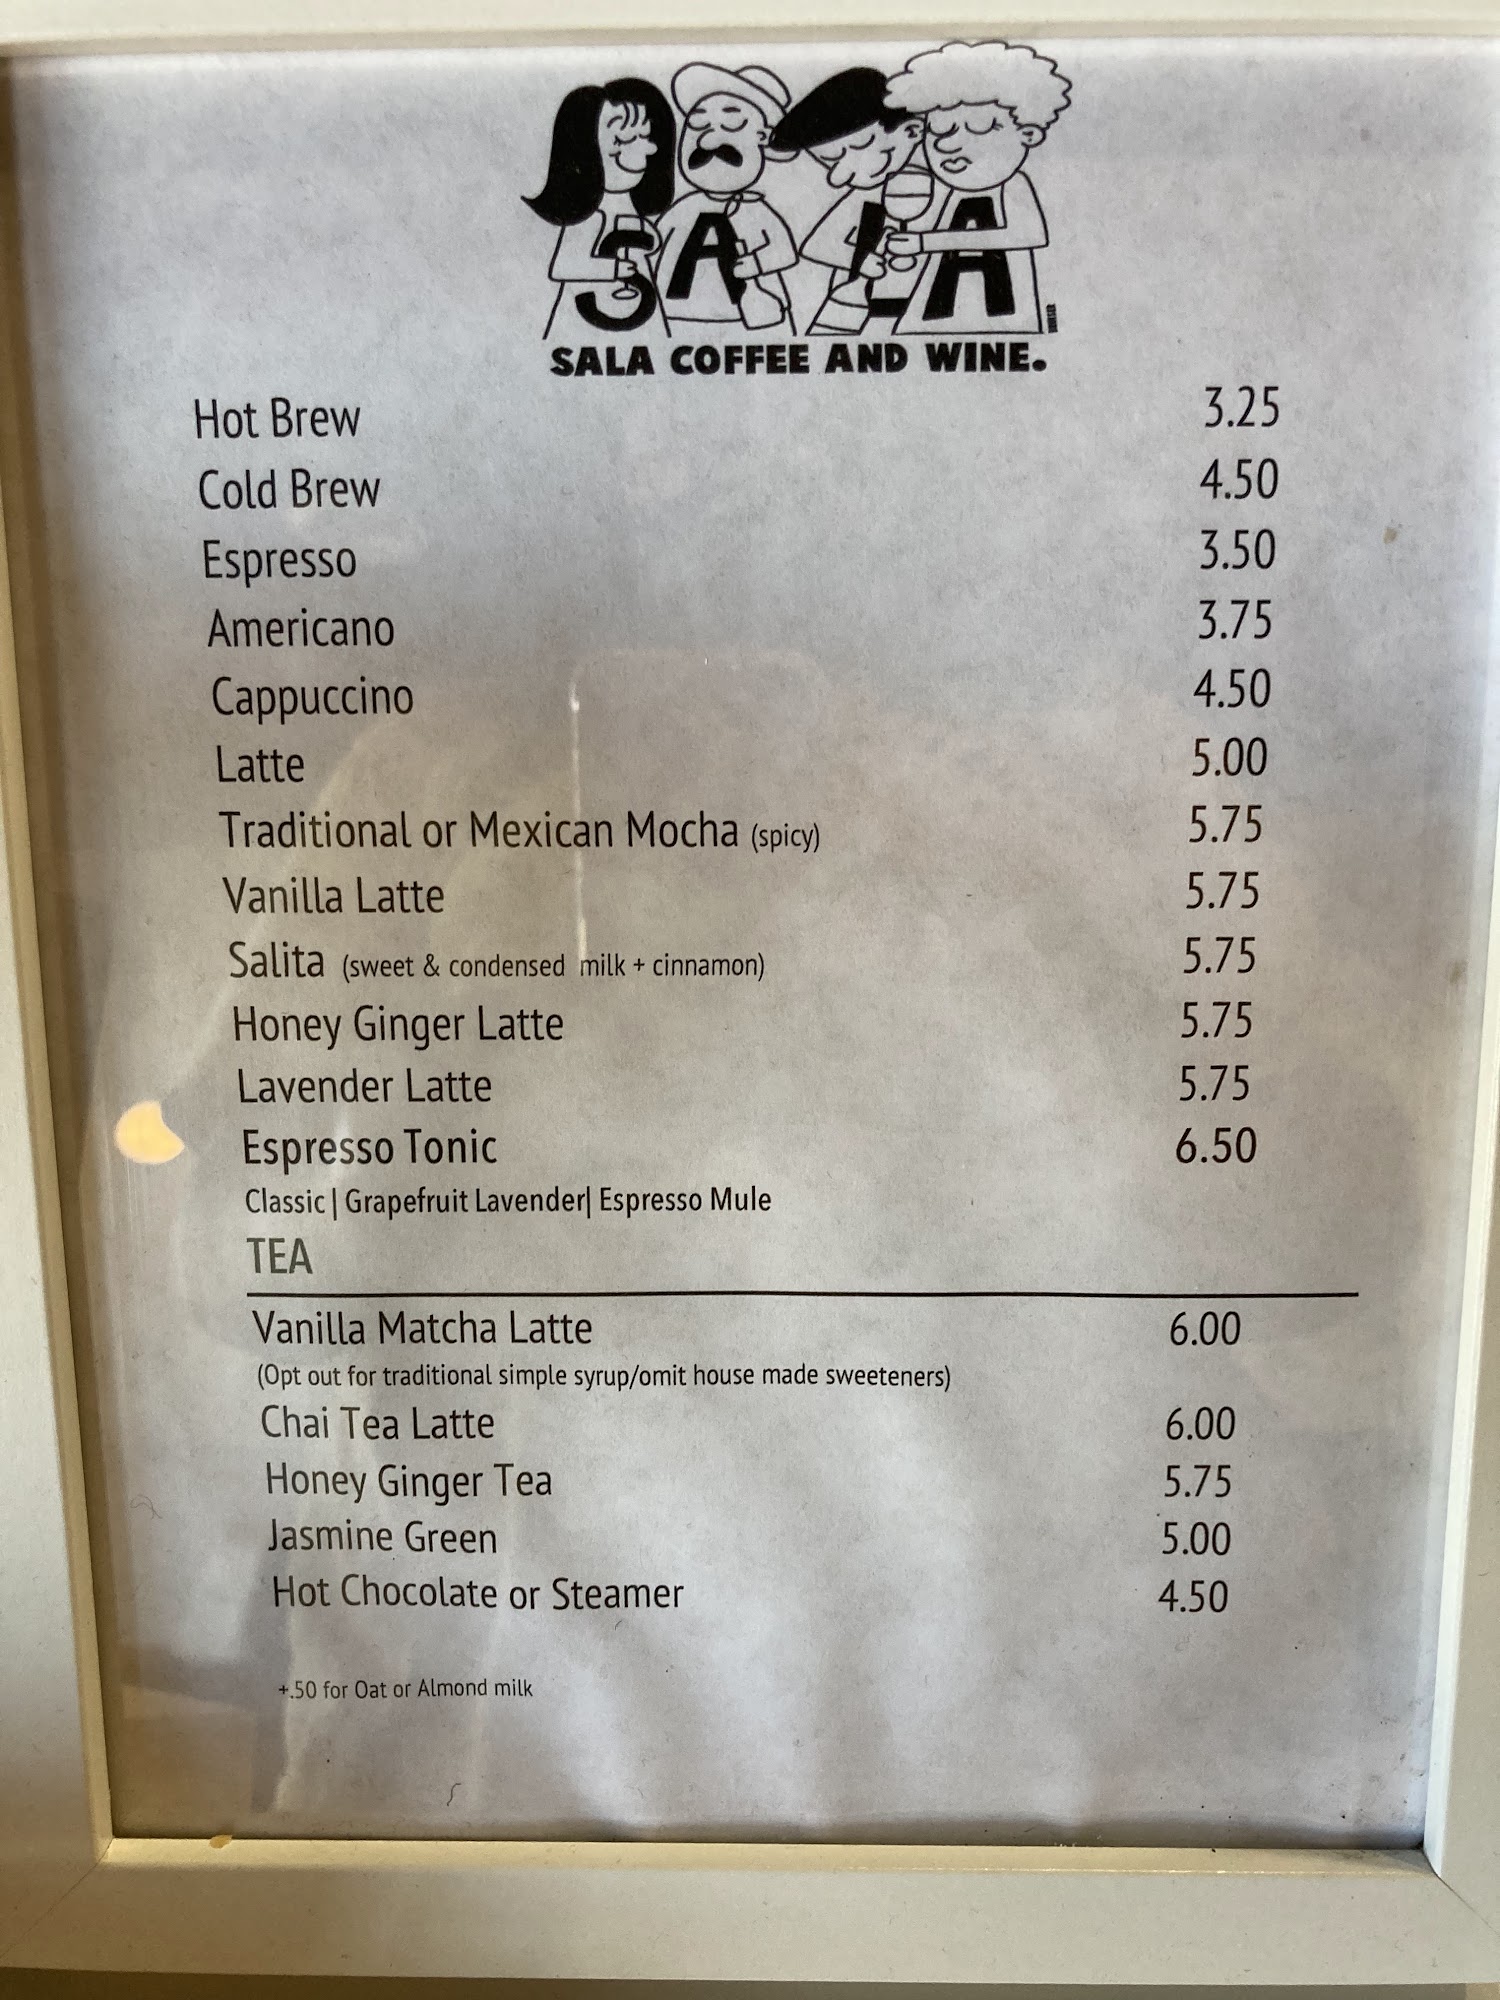 SALA
SALA COFFEE AND WINE.
Hot Brew 3.25
Cold Brew 4.50
Espresso 3.50
Americano 3.75
Cappuccino 4.50
Latte 5.00
Traditional or Mexican Mocha (spicy) 5.75
Vanilla Latte 5.75
Salita (sweet & condensed milk + cinnamon) 5.75
Honey Ginger Latte 5.75
Lavender Latte 5.75
Espresso Tonic 6.50
Classic | Grapefruit Lavender| Espresso Mule
TEA
Vanilla Matcha Latte 6.00
(Opt out for traditional simple syrup/omit house made sweeteners)
Chai Tea Latte 6.00
Honey Ginger Tea 5.75
Jasmine Green 5.00
Hot Chocolate or Steamer 4.50
+.50 for Oat or Almond milk